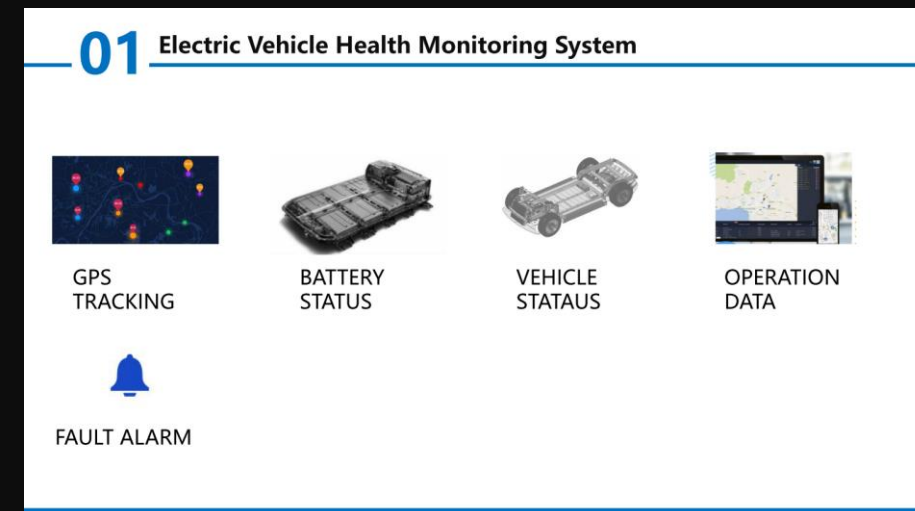 01 Electric Vehicle Health Monitoring System
GPS
TRACKING
BATTERY
STATUS
VEHICLE
STATAUS
OPERATION
DATA
FAULT ALARM